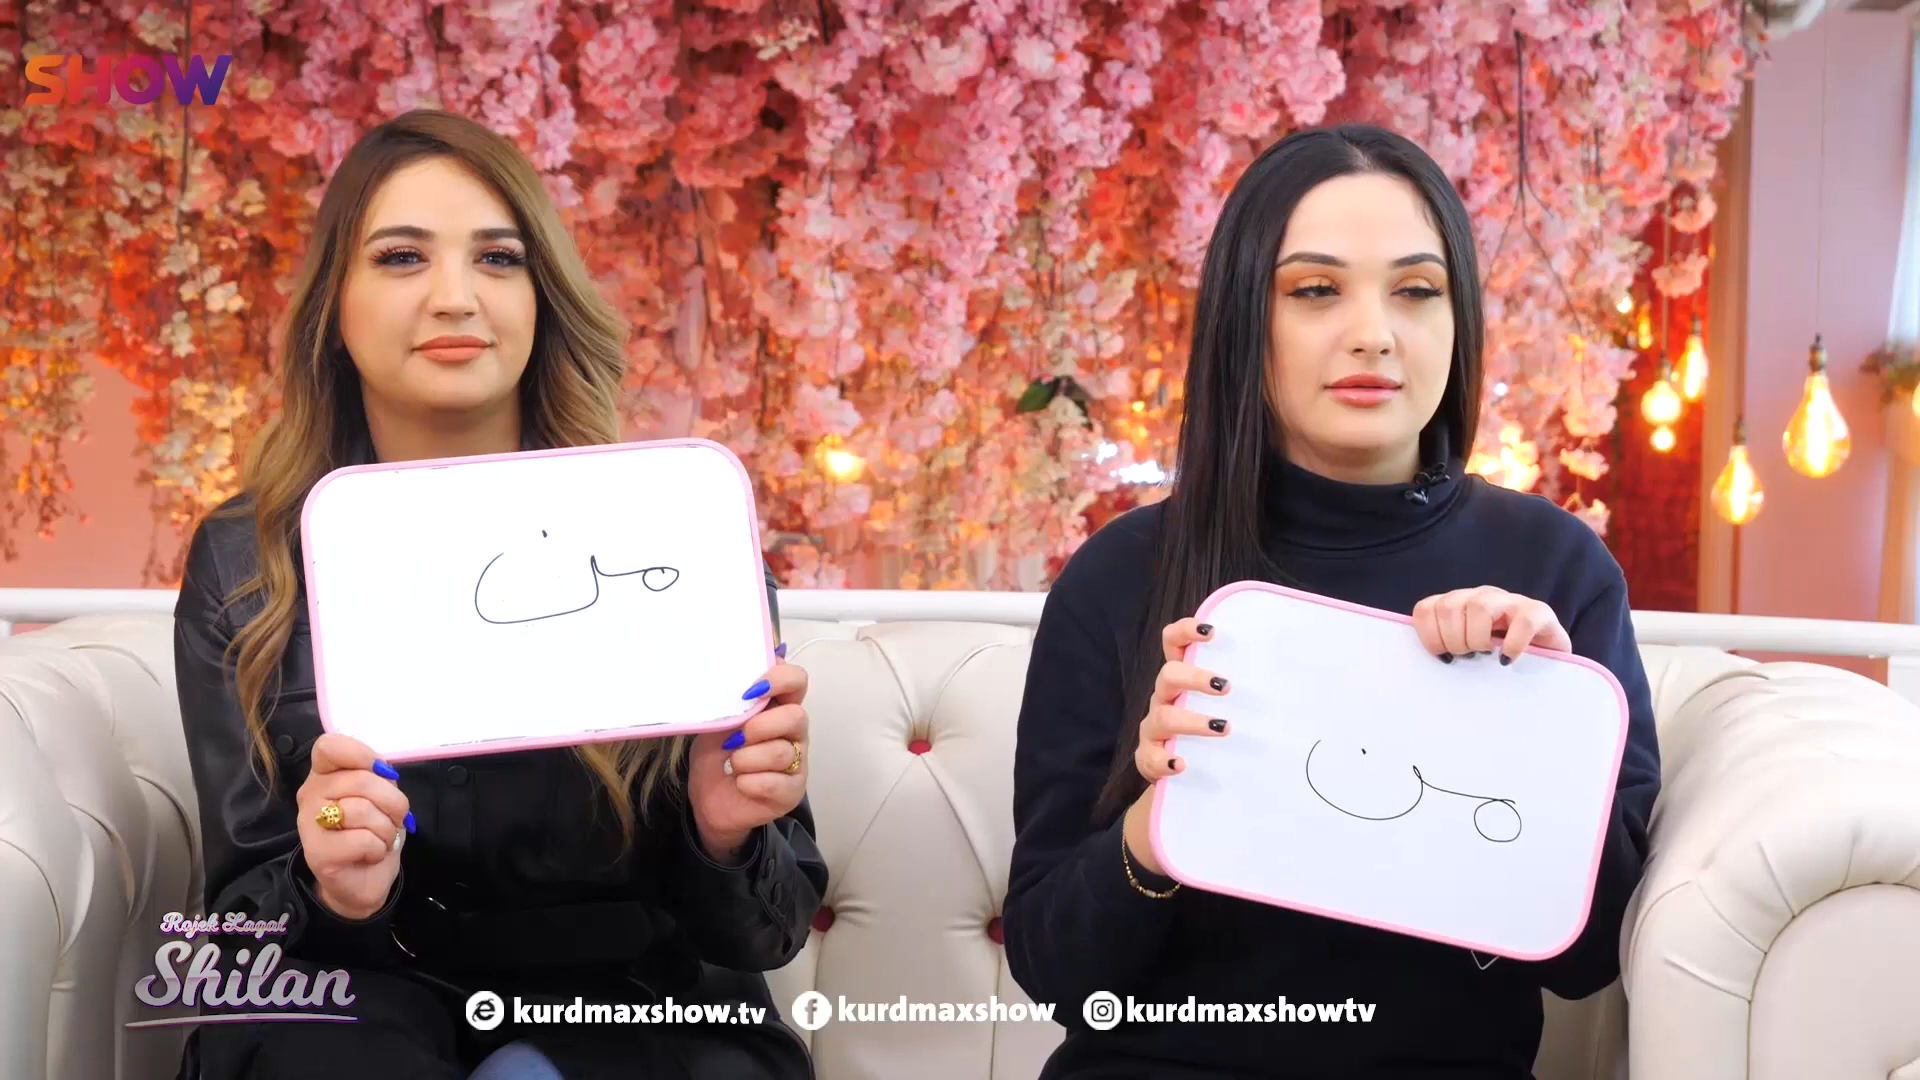 SHOW
من
من
Rojek Lagal
Shilan
kurdmaxshow.tv
kurdmaxshow
kurdmaxshowtv